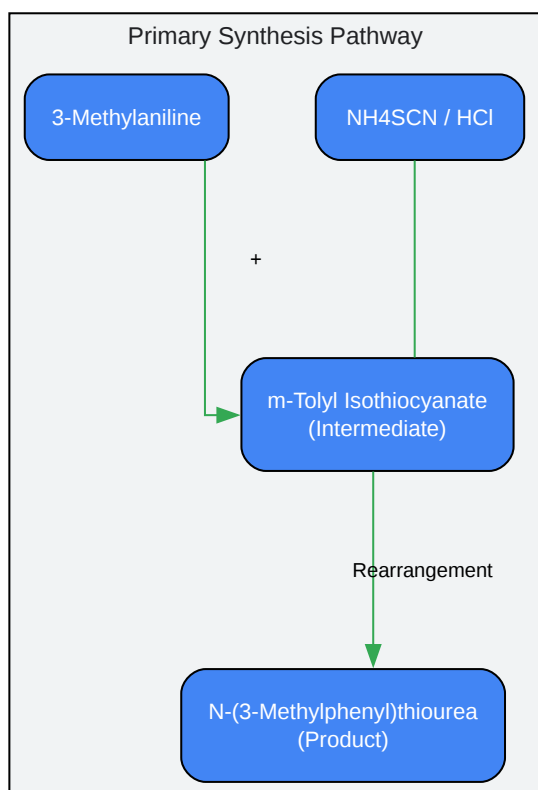 Primary Synthesis Pathway
3-Methylaniline
NH4SCN / HCl
+
m-Tolyl Isothiocyanate
(Intermediate)
Rearrangement
N-(3-Methylphenyl)thiourea
(Product)